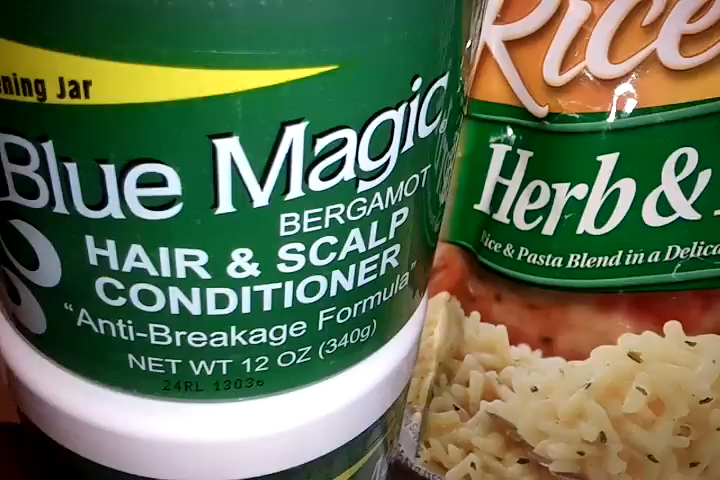 ning Jar
Blue Magic
BERGAMOT
HAIR & SCALP
CONDITIONER
"Anti-Breakage Formula"
NET WT 12 OZ (340g)
24RL 13036
Rice
Herb &
Rice & Pasta Blend in a Delica